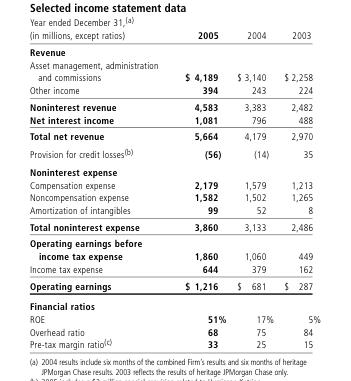 Selected income statement data
Year ended December 31,(a)
(in millions, except ratios) 2005 2004 2003
Revenue
Asset management, administration
and commissions $ 4,189 $ 3,140 $ 2,258
Other income 394 243 224
Noninterest revenue 4,583 3,383 2,482
Net interest income 1,081 796 488
Total net revenue 5,664 4,179 2,970
Provision for credit losses(b) (56) (14) 35
Noninterest expense
Compensation expense 2,179 1,579 1,213
Noncompensation expense 1,582 1,502 1,265
Amortization of intangibles 99 52 8
Total noninterest expense 3,860 3,133 2,486
Operating earnings before
income tax expense 1,860 1,060 449
Income tax expense 644 379 162
Operating earnings $ 1,216 $ 681 $ 287
Financial ratios
ROE 51% 17% 5%
Overhead ratio 68 75 84
Pre-tax margin ratio(c) 33 25 15
(a) 2004 results include six months of the combined Firm's results and six months of heritage
JPMorgan Chase results. 2003 reflects the results of heritage JPMorgan Chase only.